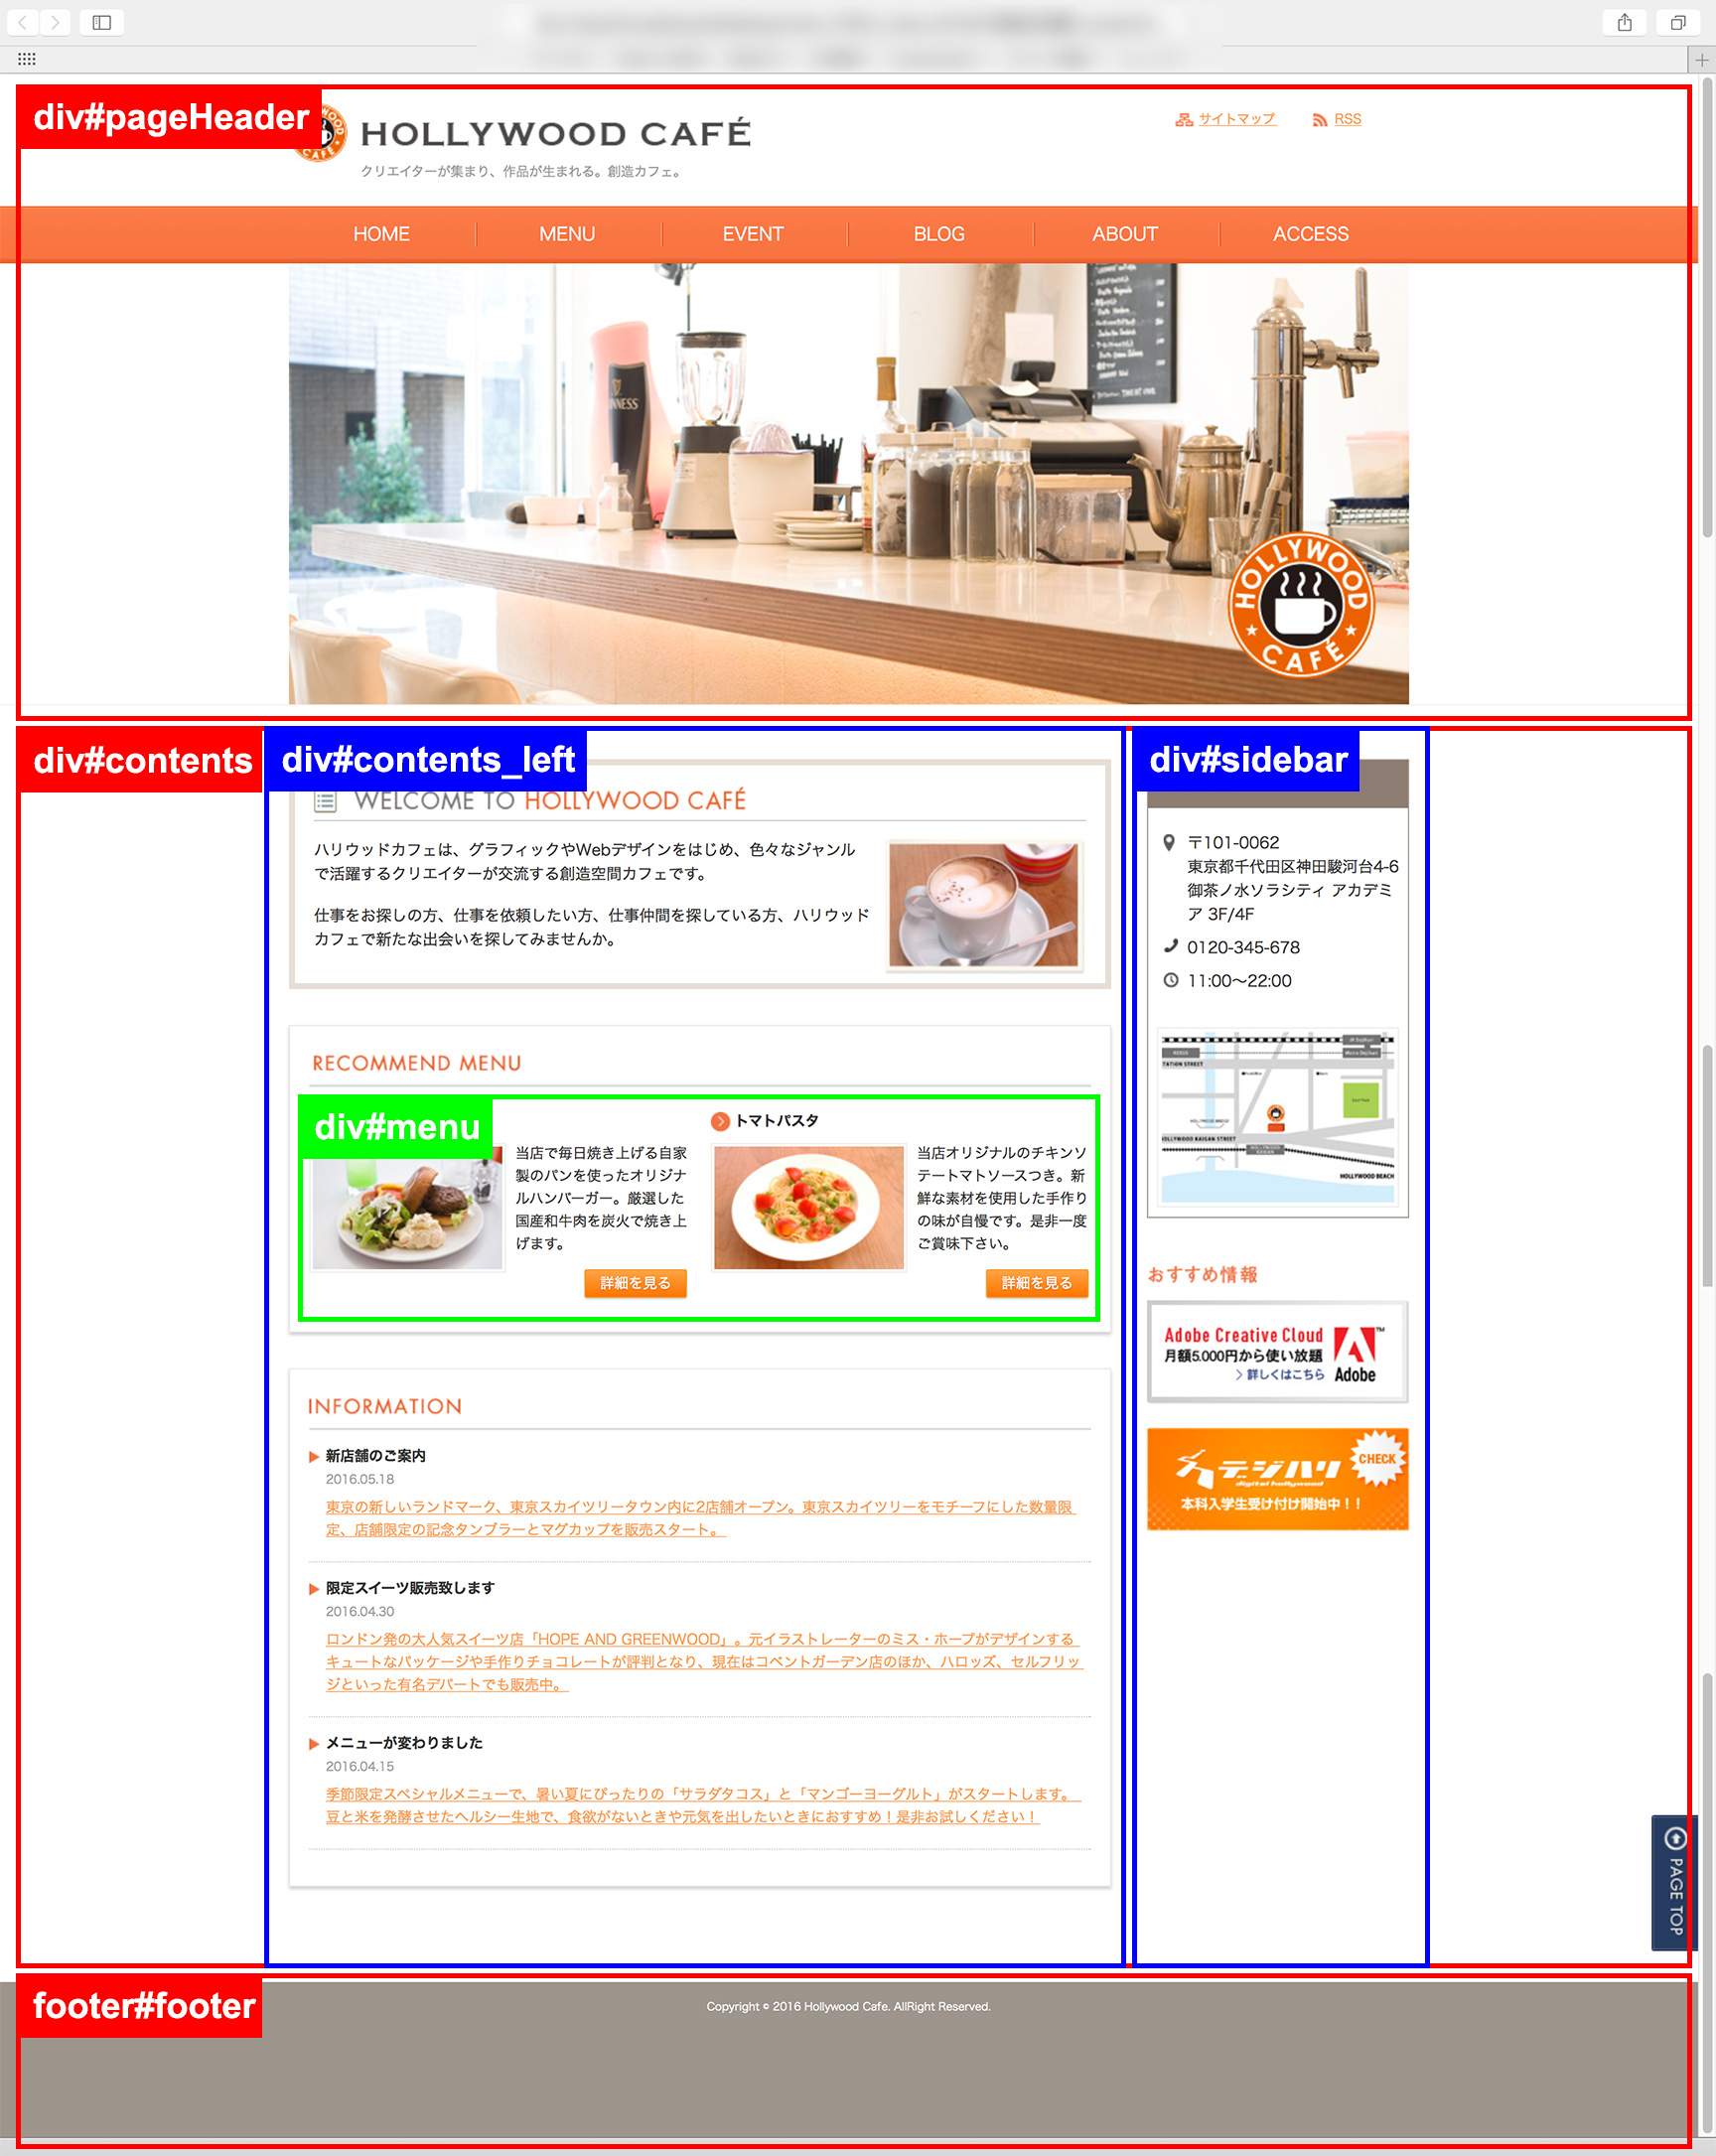 div#pageHeader
HOLLYWOOD CAFÉ
クリエイターが集まり、作品が生まれる。創造カフェ。
サイトマップ
RSS
HOME
MENU
EVENT
BLOG
ABOUT
ACCESS
HOLLYWOOD
CAFÉ
div#contents
div#contents_left
div#sidebar
WELCOME TO HOLLYWOOD CAFÉ
ハリウッドカフェは、グラフィックやWebデザインをはじめ、色々なジャンル
で活躍するクリエイターが交流する創造空間カフェです。
仕事をお探しの方、仕事を依頼したい方、仕事仲間を探している方、ハリウッド
カフェで新たな出会いを探してみませんか。
RECOMMEND MENU
div#menu
当店で毎日焼き上げる自家
製のパンを使ったオリジナ
ルハンバーガー。厳選した
国産和牛肉を炭火で焼き上
げます。
詳細を見る
トマトパスタ
当店オリジナルのチキンソ
テートマトソースつき。新
鮮な素材を使用した手作り
の味が自慢です。是非一度
ご賞味下さい。
詳細を見る
INFORMATION
新店舗のご案内
2016.05.18
東京の新しいランドマーク、東京スカイツリータウン内に2店舗オープン。東京スカイツリーをモチーフにした数量限
定、店舗限定の記念タンブラーとマグカップを販売スタート。
限定スイーツ販売致します
2016.04.30
ロンドン発の大人気スイーツ店「HOPE AND GREENWOOD」。元イラストレーターのミス・ホープがデザインする
キュートなパッケージや手作りチョコレートが評判となり、現在はコベントガーデン店のほか、ハロッズ、セルフリッ
ジといった有名デパートでも販売中。
メニューが変わりました
2016.04.15
季節限定スペシャルメニューで、暑い夏にぴったりの「サラダタコス」と「マンゴーヨーグルト」がスタートします。
豆と米を発酵させたヘルシー生地で、食欲がないときや元気を出したいときにおすすめ！是非お試しください！
〒101-0062
東京都千代田区神田駿河台4-6
御茶ノ水ソラシティ アカデミ
ア 3F/4F
0120-345-678
11:00〜22:00
TATION STREET
HOLLYWOOD BRIDGE
HOLLYWOOD KAIGAN STREET
HOLLYWOOD BEACH
おすすめ情報
Adobe Creative Cloud
月額5.000円から使い放題
詳しくはこちら
Adobe
デジハリ
digital hollywood
CHECK
本科入学生受け付け開始中！！
PAGE TOP
footer#footer
Copyright © 2016 Hollywood Cafe. AllRight Reserved.